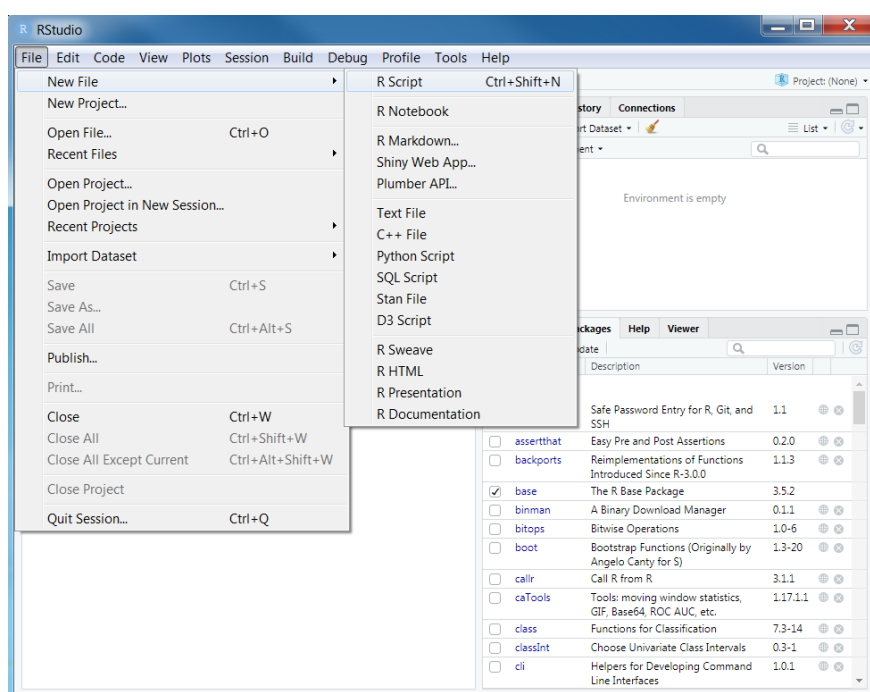 RStudio
File Edit Code View Plots Session Build Debug Profile Tools Help
New File
New Project...
Open File... Ctrl+O
Recent Files
Open Project...
Open Project in New Session...
Recent Projects
Import Dataset
Save Ctrl+S
Save As...
Save All Ctrl+Alt+S
Publish...
Print...
Close Ctrl+W
Close All Ctrl+Shift+W
Close All Except Current Ctrl+Alt+Shift+W
Close Project
Quit Session... Ctrl+Q
R Script Ctrl+Shift+N
R Notebook
R Markdown...
Shiny Web App...
Plumber API...
Text File
C++ File
Python Script
SQL Script
Stan File
D3 Script
R Sweave
R HTML
R Presentation
R Documentation
Project: (None)
story Connections
rt Dataset List
ent
Environment is empty
ckages Help Viewer
date
Description Version
Safe Password Entry for R, Git, and 1.1
SSH
assertthat Easy Pre and Post Assertions 0.2.0
backports Reimplementations of Functions 1.1.3
Introduced Since R-3.0.0
base The R Base Package 3.5.2
binman A Binary Download Manager 0.1.1
bitops Bitwise Operations 1.0-6
boot Bootstrap Functions (Originally by 1.3-20
Angelo Canty for S)
callr Call R from R 3.1.1
caTools Tools: moving window statistics, 1.17.1.1
GIF, Base64, ROC AUC, etc.
class Functions for Classification 7.3-14
classInt Choose Univariate Class Intervals 0.3-1
cli Helpers for Developing Command 1.0.1
Line Interfaces